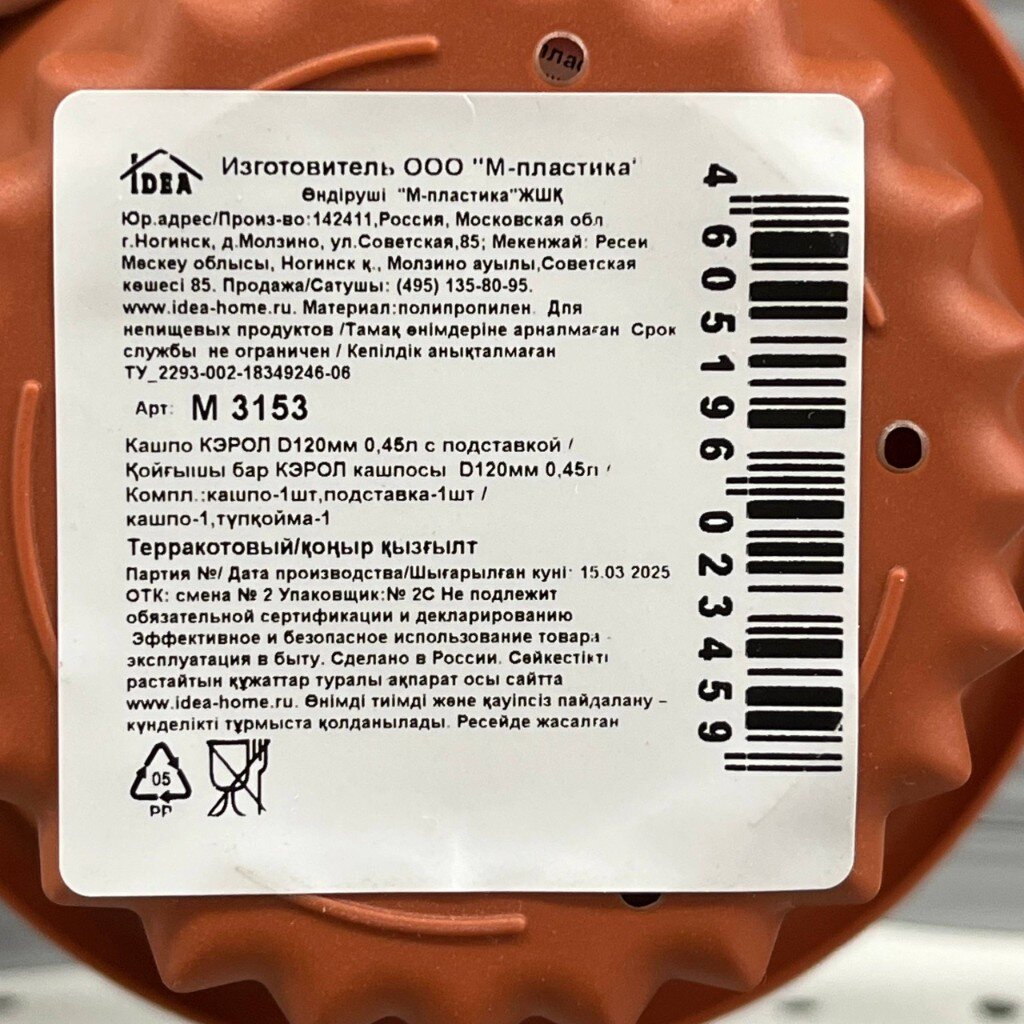 IDEA
Изготовитель ООО "М-пластика"
Өндіруші "М-пластика"ЖШҚ
Юр.адрес/Произ-во:142411,Россия, Московская обл
г.Ногинск, д.Молзино, ул.Советская,85; Мекенжай: Ресеи
Мәскеу облысы, Ногинск қ., Молзино ауылы,Советская
көшесі 85. Продажа/Сатушы: (495) 135-80-95.
www.idea-home.ru. Материал:полипропилен. Для
непищевых продуктов /Тамақ өнімдеріне арналмаған Срок
службы не ограничен / Кепілдік анықталмаған
ТУ_2293-002-18349246-06
Арт: М 3153
Кашпо КЭРОЛ D120мм 0,45л с подставкой /
Қойғышы бар КЭРОЛ кашпосы D120мм 0,45л /
Компл.:кашпо-1шт,подставка-1шт /
кашпо-1,түпқойма-1
Терракотовый/қоңыр қызғылт
Партия №/ Дата производства/Шығарылған куні: 15.03 2025
ОТК: смена № 2 Упаковщик:№ 2С Не подлежит
обязательной сертификации и декларированию
Эффективное и безопасное использование товара -
эксплуатация в быту. Сделано в России. Сәйкестікті
растайтын құжаттар туралы ақпарат осы сайтта
www.idea-home.ru. Өнімді тиімді және қауіпсіз пайдалану –
күнделікті тұрмыста қолданылады. Ресейде жасалған
05
PP
4 605196 023459